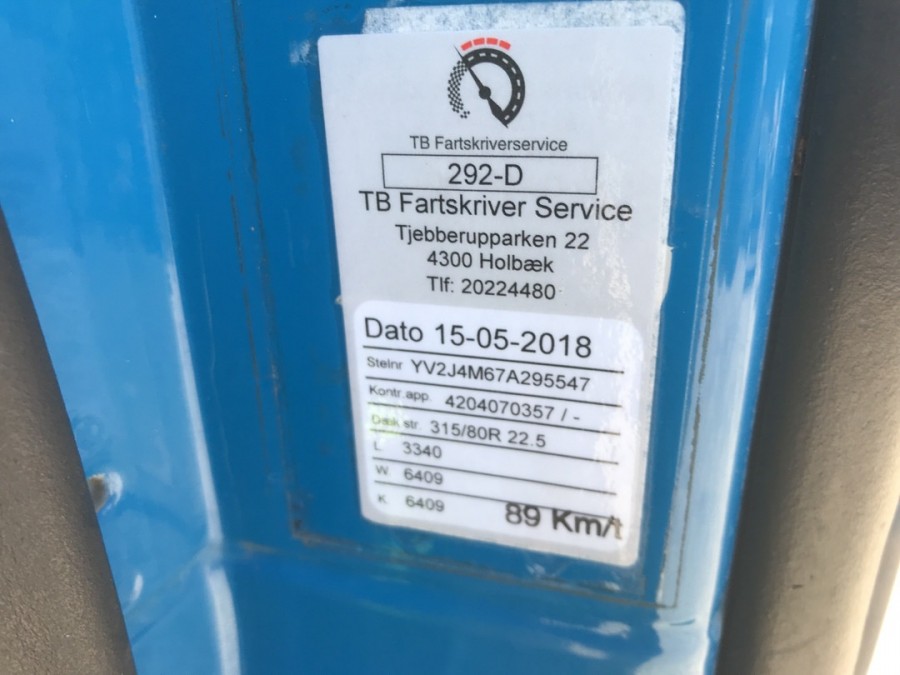 TB Fartskriverservice
292-D
TB Fartskriver Service
Tjebberupparken 22
4300 Holbæk
Tlf: 20224480
Dato 15-05-2018
Stelnr YV2J4M67A295547
Kontr.app. 4204070357 / -
Dæk str. 315/80R 22.5
L 3340
W 6409
K 6409 89 Km/t